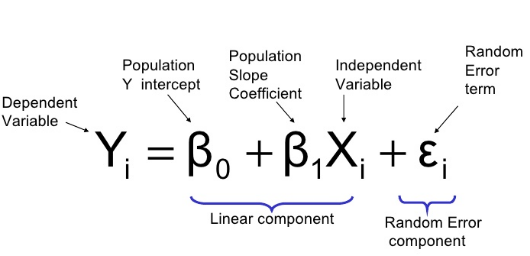 Dependent
Variable
Population
Y intercept
Population
Slope
Coefficient
Independent
Variable
Random
Error
term
Yᵢ = β₀ + β₁Xᵢ + εᵢ
Linear component
Random Error
component